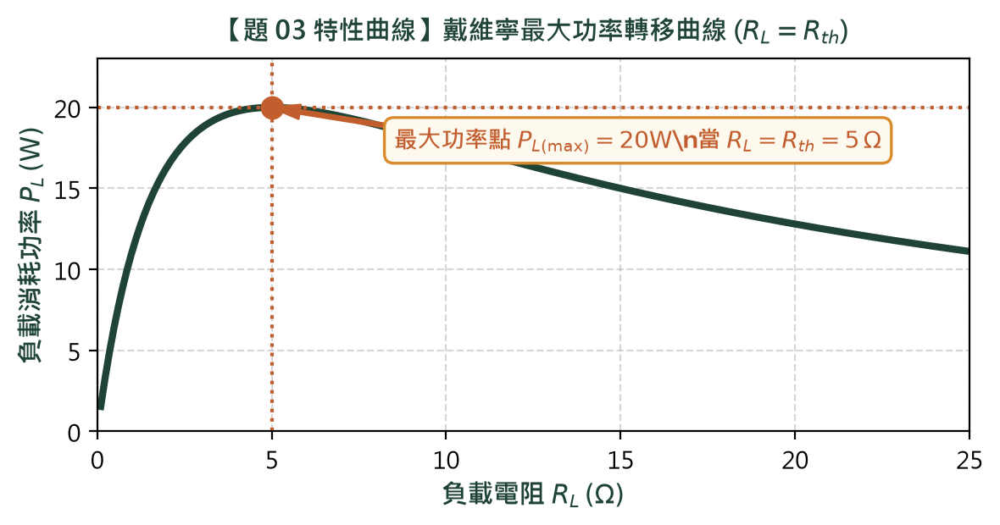 【題 03 特性曲線】戴維寧最大功率轉移曲線 (R_L = R_th)
負載消耗功率 P_L (W)
20
15
10
5
0
最大功率點 P_L(max) = 20W\n當 R_L = R_th = 5 Ω
0 5 10 15 20 25
負載電阻 R_L (Ω)